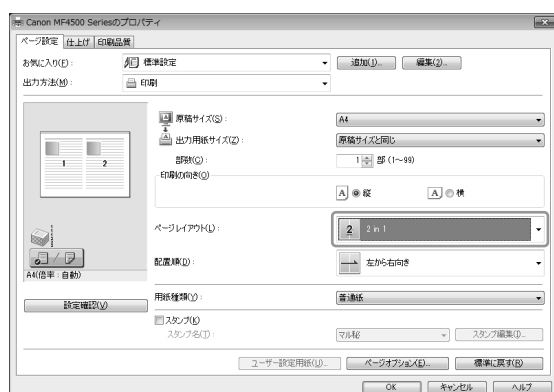 Canon MF4500 Seriesのプロパティ
ページ設定 仕上げ 印刷品質
お気に入り(F): 標準設定 追加(1)... 編集(2)...
出力方法(M): 印刷
原稿サイズ(S): A4
出力用紙サイズ(Z): 原稿サイズと同じ
部数(C): 1 部 (1~99)
印刷の向き(O)
A 縦 A 横
1 2
ページレイアウト(L): 2 2 in 1
配置順(D): 左から右向き
A4(倍率:自動)
設定確認(V)
用紙種類(Y): 普通紙
スタンプ(K)
スタンプ名(T): マル秘 スタンプ編集(I)...
ユーザー設定用紙(U)... ページオプション(E)... 標準に戻す(R)
OK キャンセル ヘルプ